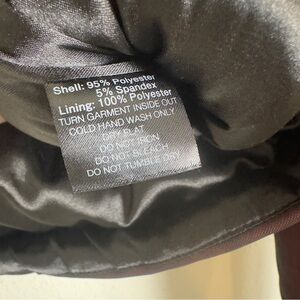 Shell: 95% Polyester
5% Spandex
Lining: 100% Polyester
TURN GARMENT INSIDE OUT
COLD HAND WASH ONLY
DRY FLAT
DO NOT IRON
DO NOT BLEACH
DO NOT TUMBLE DRY